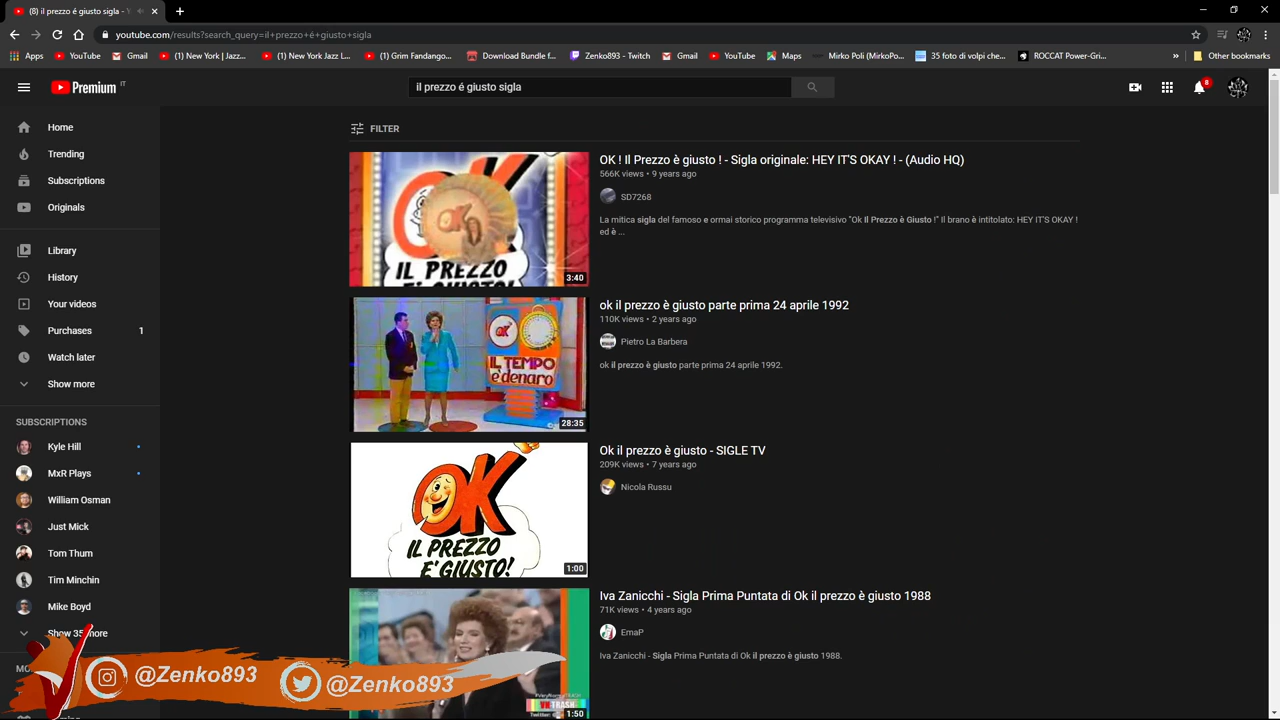 (8) il prezzo é giusto sigla - Y
youtube.com/results?search_query=il+prezzo+é+giusto+sigla
Apps
YouTube
Gmail
(1) New York | Jazz...
(1) New York Jazz L...
(1) Grim Fandango...
Download Bundle f...
Zenko893 - Twitch
Gmail
YouTube
Maps
Mirko Poli (MirkoPo...
35 foto di volpi che...
ROCCAT Power-Gri...
»
Other bookmarks
Premium IT
il prezzo é giusto sigla
8
Home
Trending
Subscriptions
Originals
Library
History
Your videos
Purchases 1
Watch later
Show more
SUBSCRIPTIONS
Kyle Hill
MxR Plays
William Osman
Just Mick
Tom Thum
Tim Minchin
Mike Boyd
Show 35 more
MO
FILTER
OK
IL PREZZO
E' GIUSTO!
3:40
OK ! Il Prezzo è giusto ! - Sigla originale: HEY IT'S OKAY ! - (Audio HQ)
566K views • 9 years ago
SD7268
La mitica sigla del famoso e ormai storico programma televisivo "Ok Il Prezzo è Giusto !" Il brano è intitolato: HEY IT'S OKAY !
ed è ...
OK
IL TEMPO
è denaro
28:35
ok il prezzo è giusto parte prima 24 aprile 1992
110K views • 2 years ago
Pietro La Barbera
ok il prezzo è giusto parte prima 24 aprile 1992.
OK
IL PREZZO
E' GIUSTO!
1:00
Ok il prezzo è giusto - SIGLE TV
209K views • 7 years ago
Nicola Russu
TRASH
Twitter:
1:50
Iva Zanicchi - Sigla Prima Puntata di Ok il prezzo è giusto 1988
71K views • 4 years ago
EmaP
Iva Zanicchi - Sigla Prima Puntata di Ok il prezzo è giusto 1988.
@Zenko893
@Zenko893